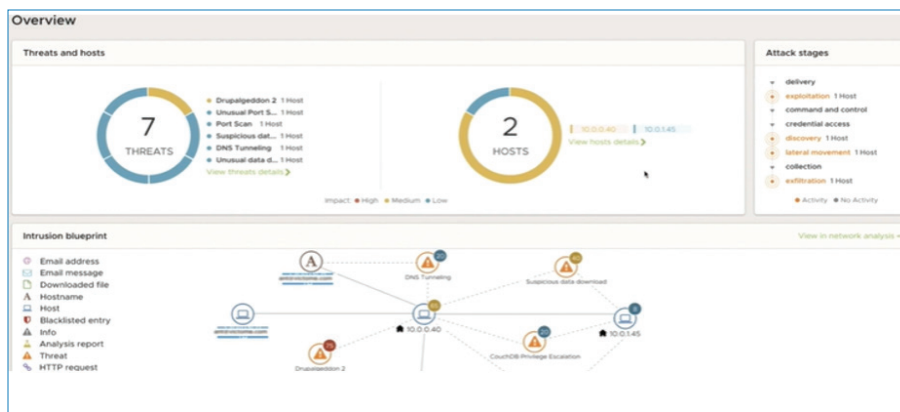 Overview
Threats and hosts
7
THREATS
Drupalgeddon 2 1 Host
Unusual Port S... 1 Host
Port Scan 1 Host
Suspicious dat... 1 Host
DNS Tunneling 1 Host
Unusual data d... 1 Host
View threats details
2
HOSTS
10.0.0.40 10.0.1.45
View hosts details
Impact: High Medium Low
Attack stages
delivery
exploitation 1 Host
command and control
credential access
discovery 1 Host
lateral movement 1 Host
collection
exfiltration 1 Host
Activity No Activity
Intrusion blueprint
View in network analysis
Email address
Email message
Downloaded file
Hostname
Host
Blacklisted entry
Info
Analysis report
Threat
HTTP request
A
20
DNS Tunneling
Suspicious data download
10.0.0.40
10.0.1.45
20
CouchDB Privilege Escalation
Drupalgeddon 2